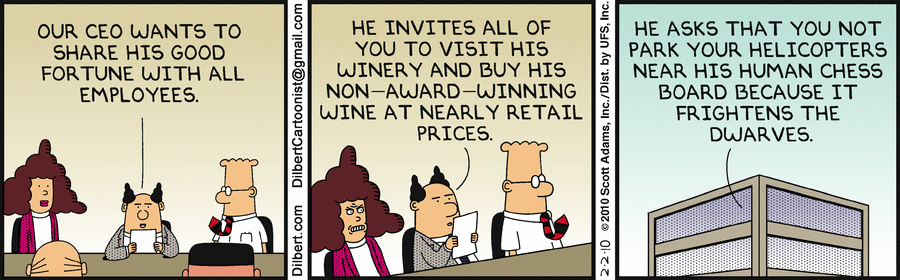 OUR CEO WANTS TO
SHARE HIS GOOD
FORTUNE WITH ALL
EMPLOYEES.
Dilbert.com DilbertCartoonist@gmail.com
HE INVITES ALL OF
YOU TO VISIT HIS
WINERY AND BUY HIS
NON-AWARD-WINNING
WINE AT NEARLY RETAIL
PRICES.
2-2-10 ©2010 Scott Adams, Inc./Dist. by UFS, Inc.
HE ASKS THAT YOU NOT
PARK YOUR HELICOPTERS
NEAR HIS HUMAN CHESS
BOARD BECAUSE IT
FRIGHTENS THE
DWARVES.